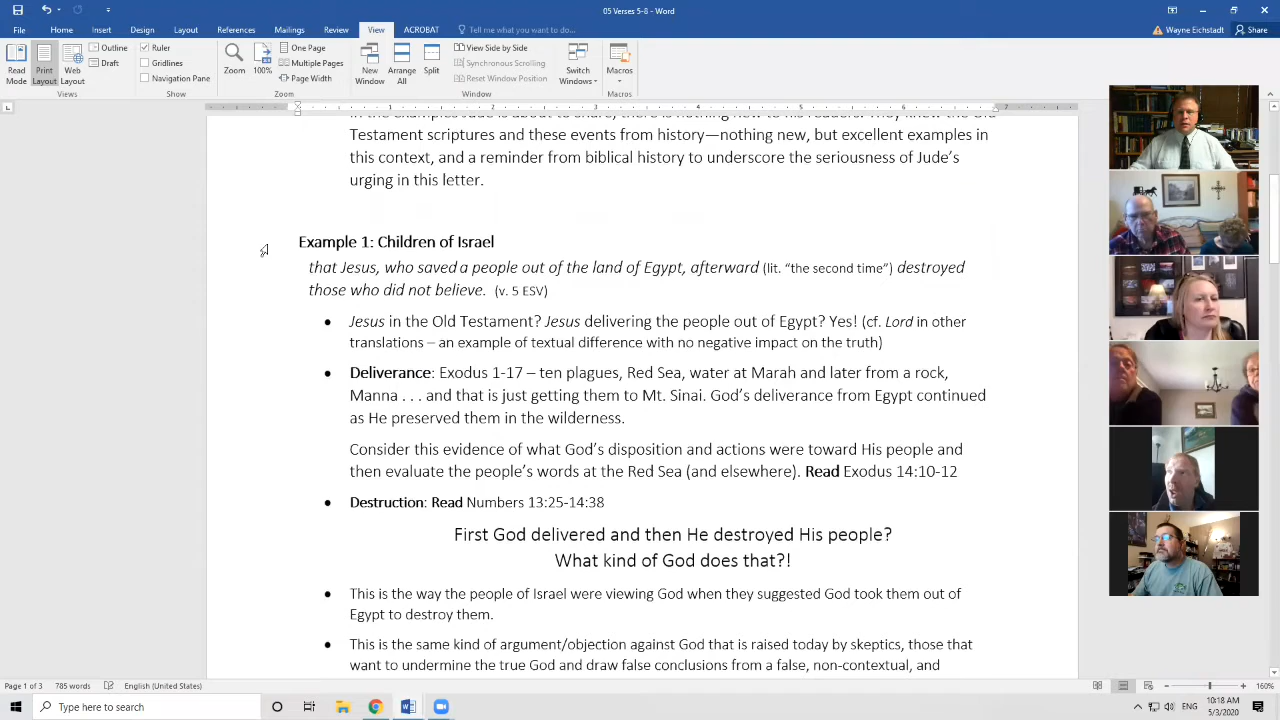 05 Verses 5-8 - Word
File Home Insert Design Layout References Mailings Review View ACROBAT Tell me what you want to do... Wayne Eichstadt Share
Read Mode
Print Layout
Web Layout
Outline
Draft
Views
Ruler
Gridlines
Navigation Pane
Show
Zoom
100%
One Page
Multiple Pages
Page Width
Zoom
New Window
Arrange All
Split
View Side by Side
Synchronous Scrolling
Reset Window Position
Window
Switch Windows
Macros
Macros
1 2 3 4 5 6 7
Testament scriptures and these events from history—nothing new, but excellent examples in
this context, and a reminder from biblical history to underscore the seriousness of Jude's
urging in this letter.
Example 1: Children of Israel
that Jesus, who saved a people out of the land of Egypt, afterward (lit. "the second time") destroyed
those who did not believe. (v. 5 ESV)
• Jesus in the Old Testament? Jesus delivering the people out of Egypt? Yes! (cf. Lord in other
translations – an example of textual difference with no negative impact on the truth)
• Deliverance: Exodus 1-17 – ten plagues, Red Sea, water at Marah and later from a rock,
Manna . . . and that is just getting them to Mt. Sinai. God's deliverance from Egypt continued
as He preserved them in the wilderness.
Consider this evidence of what God's disposition and actions were toward His people and
then evaluate the people's words at the Red Sea (and elsewhere). Read Exodus 14:10-12
• Destruction: Read Numbers 13:25-14:38
First God delivered and then He destroyed His people?
What kind of God does that?!
• This is the way the people of Israel were viewing God when they suggested God took them out of
Egypt to destroy them.
• This is the same kind of argument/objection against God that is raised today by skeptics, those that
want to undermine the true God and draw false conclusions from a false, non-contextual, and
Page 1 of 3 785 words English (United States) 160%
Type here to search
10:18 AM
5/3/2020